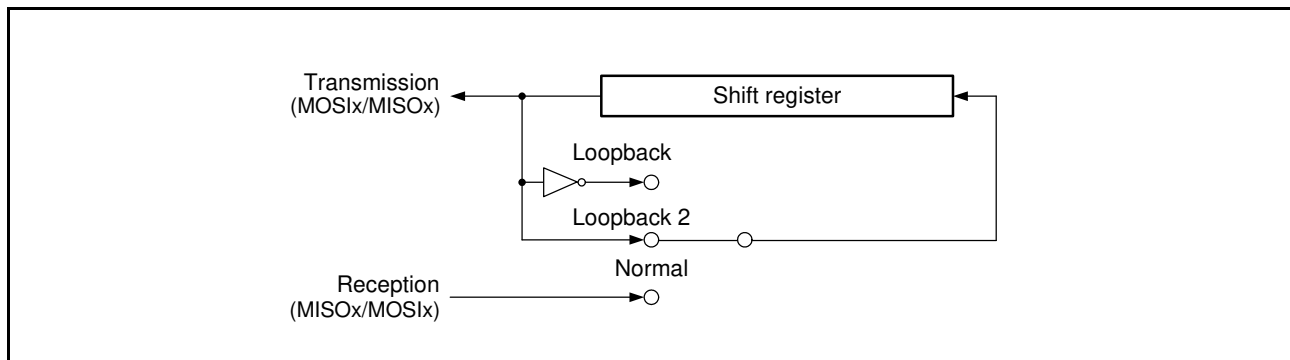 Transmission
(MOSIx/MISOx)
Shift register
Loopback
Loopback 2
Normal
Reception
(MISOx/MOSIx)